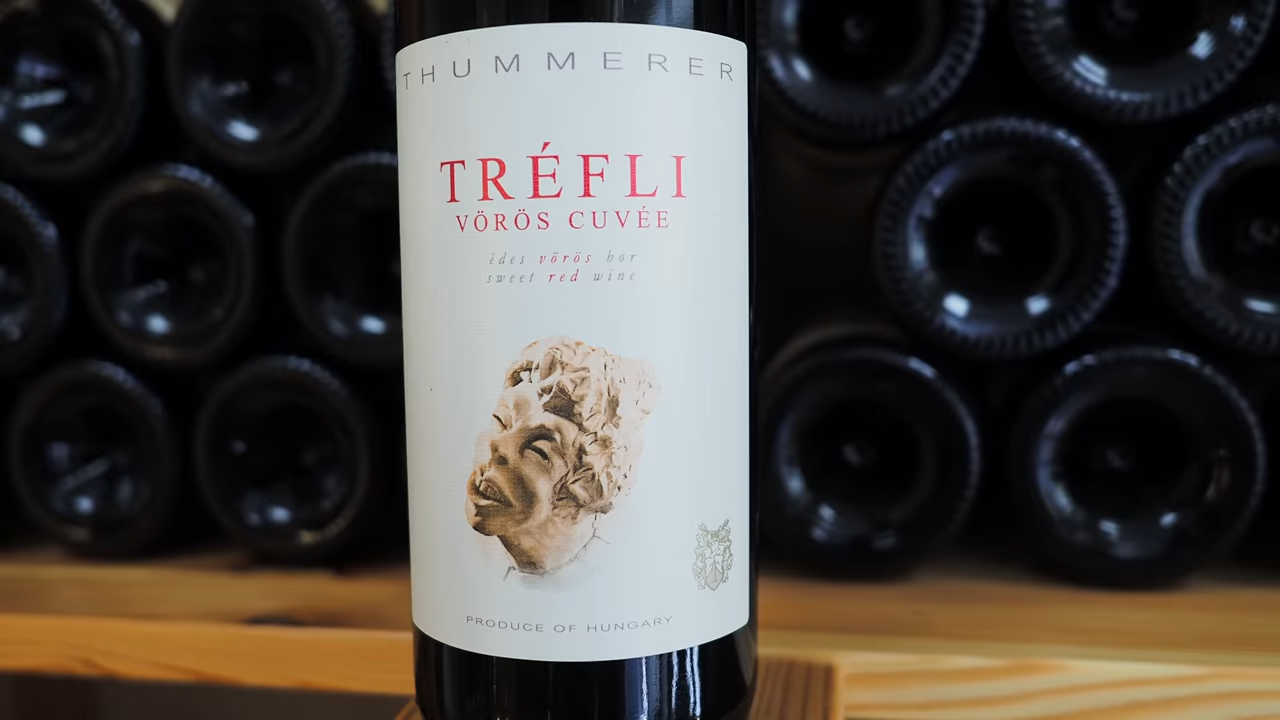 THUMMERER
TRÉFLI
VÖRÖS CUVÉE
édes vörös bor
sweet red wine
PRODUCE OF HUNGARY